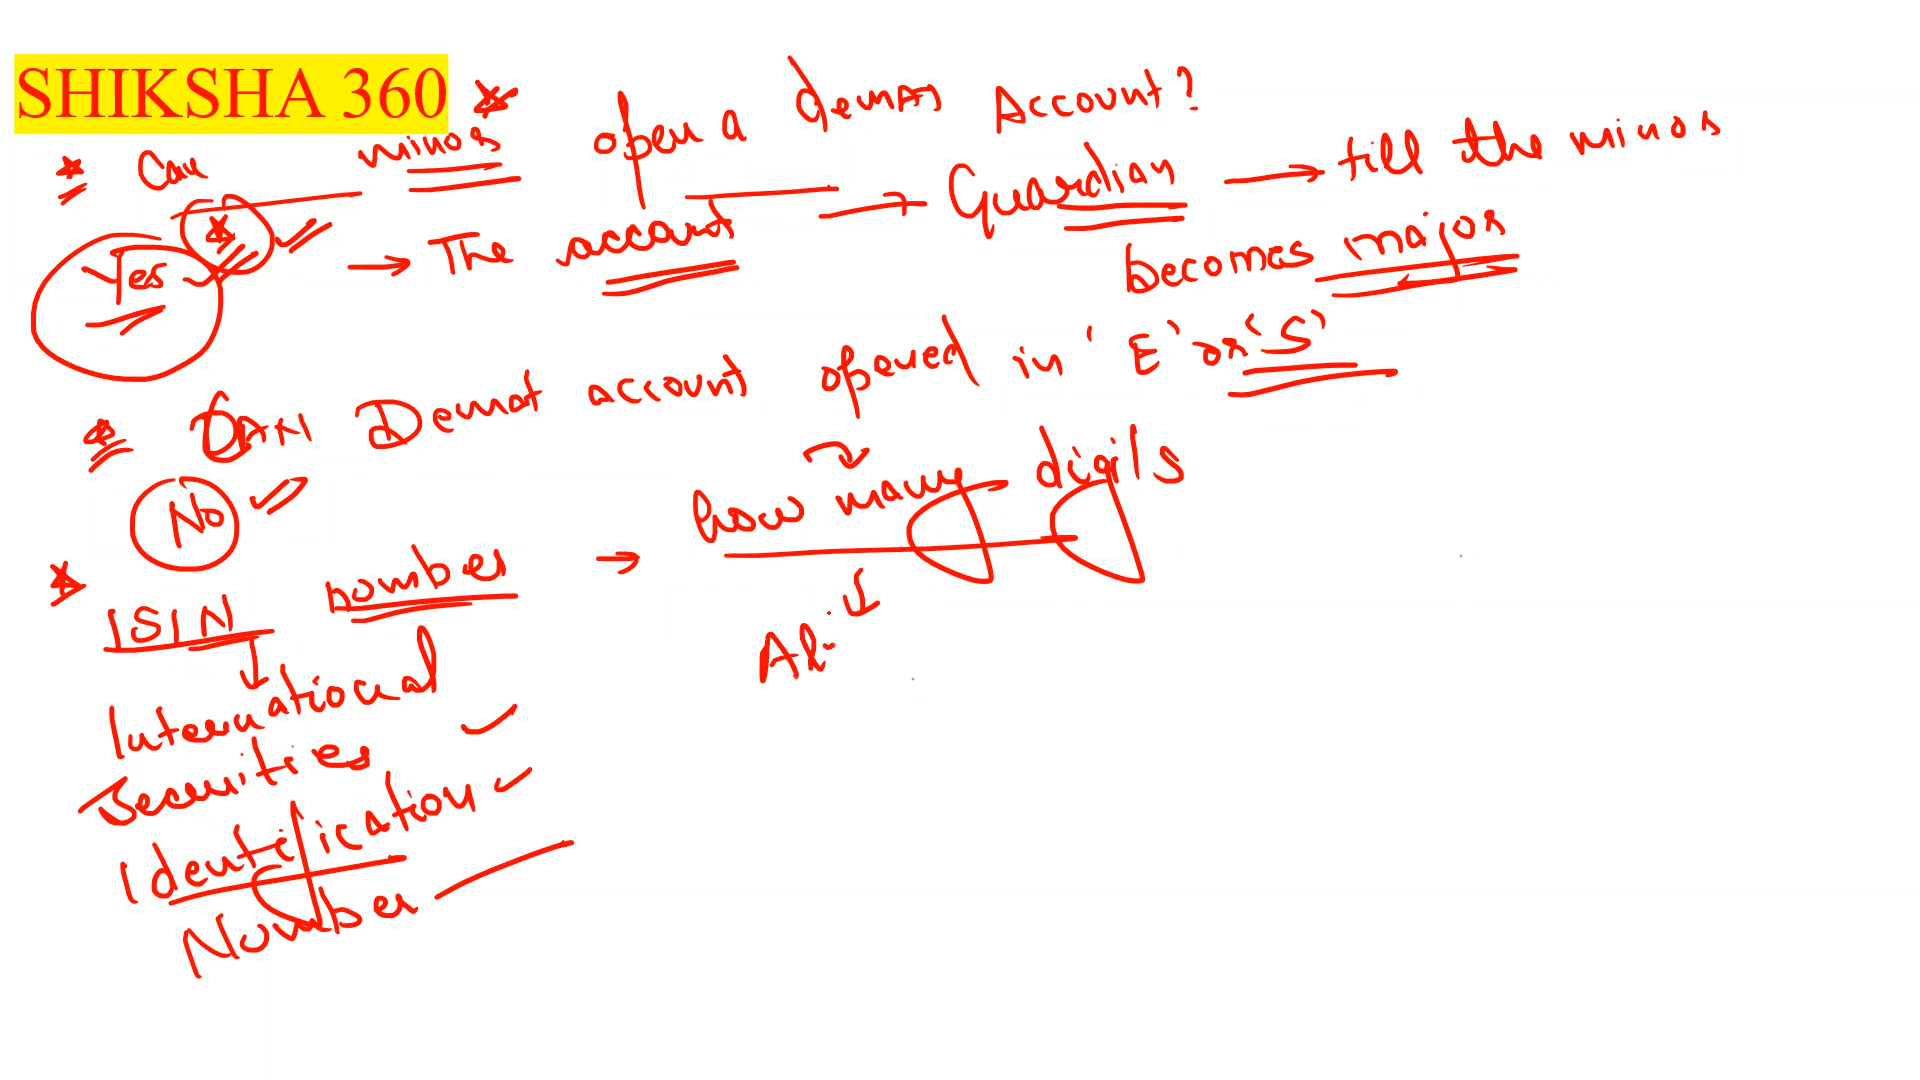 SHIKSHA 360
* Can minor open a demat Account?
Yes → The account → Guardian → till the minor
becomes major
* Demat account opened in 'E' or 'S'
No
* ISIN number → how many digits
International
Securities
Identification
Number
Al